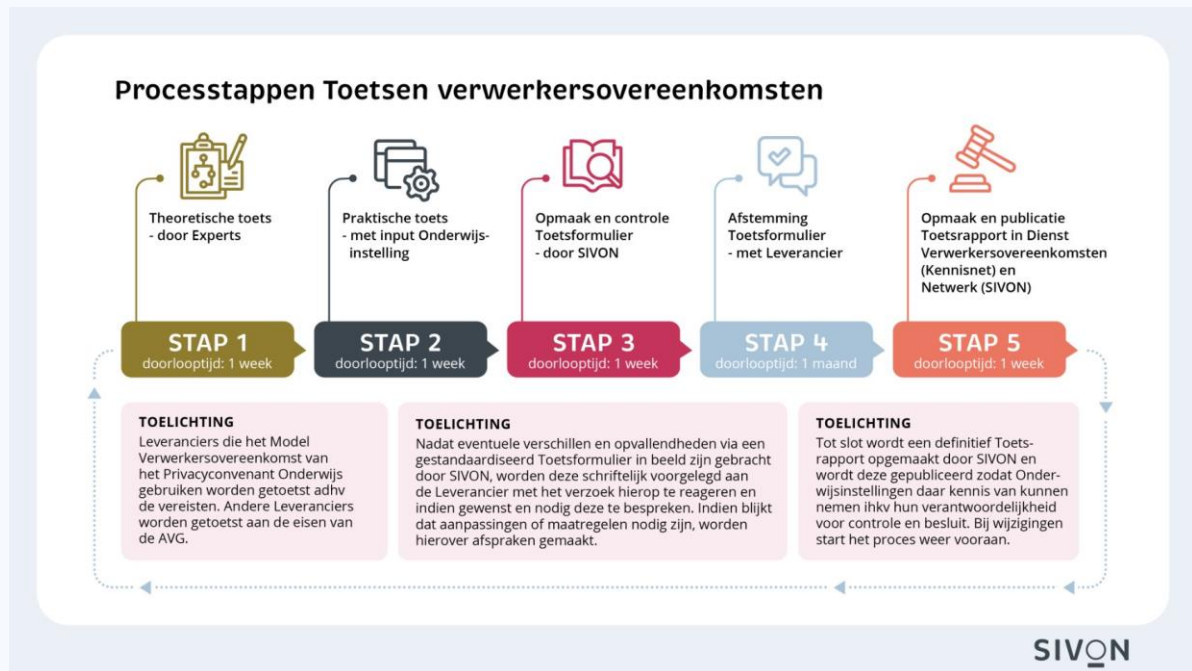 Processtappen Toetsen verwerkersovereenkomsten
Theoretische toets
- door Experts
Praktische toets
- met input Onderwijs-
instelling
Opmaak en controle
Toetsformulier
- door SIVON
Afstemming
Toetsformulier
- met Leverancier
Opmaak en publicatie
Toetsrapport in Dienst
Verwerkersovereenkomsten
(Kennisnet) en
Netwerk (SIVON)
STAP 1
doorlooptijd: 1 week
STAP 2
doorlooptijd: 1 week
STAP 3
doorlooptijd: 1 week
STAP 4
doorlooptijd: 1 maand
STAP 5
doorlooptijd: 1 week
TOELICHTING
Leveranciers die het Model
Verwerkersovereenkomst van
het Privacyconvenant Onderwijs
gebruiken worden getoetst adhv
de vereisten. Andere Leveranciers
worden getoetst aan de eisen van
de AVG.
TOELICHTING
Nadat eventuele verschillen en opvallendheden via een
gestandaardiseerd Toetsformulier in beeld zijn gebracht
door SIVON, worden deze schriftelijk voorgelegd aan
de Leverancier met het verzoek hierop te reageren en
indien gewenst en nodig deze te bespreken. Indien blijkt
dat aanpassingen of maatregelen nodig zijn, worden
hierover afspraken gemaakt.
TOELICHTING
Tot slot wordt een definitief Toets-
rapport opgemaakt door SIVON en
wordt deze gepubliceerd zodat Onder-
wijsinstellingen daar kennis van kunnen
nemen ihkv hun verantwoordelijkheid
voor controle en besluit. Bij wijzigingen
start het proces weer vooraan.
SIVON